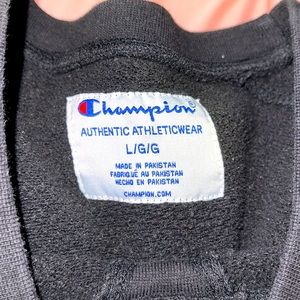 Champion
AUTHENTIC ATHLETICWEAR
L/G/G
MADE IN PAKISTAN
FABRIQUÉ AU PAKISTAN
HECHO EN PAKISTAN
CHAMPION.COM